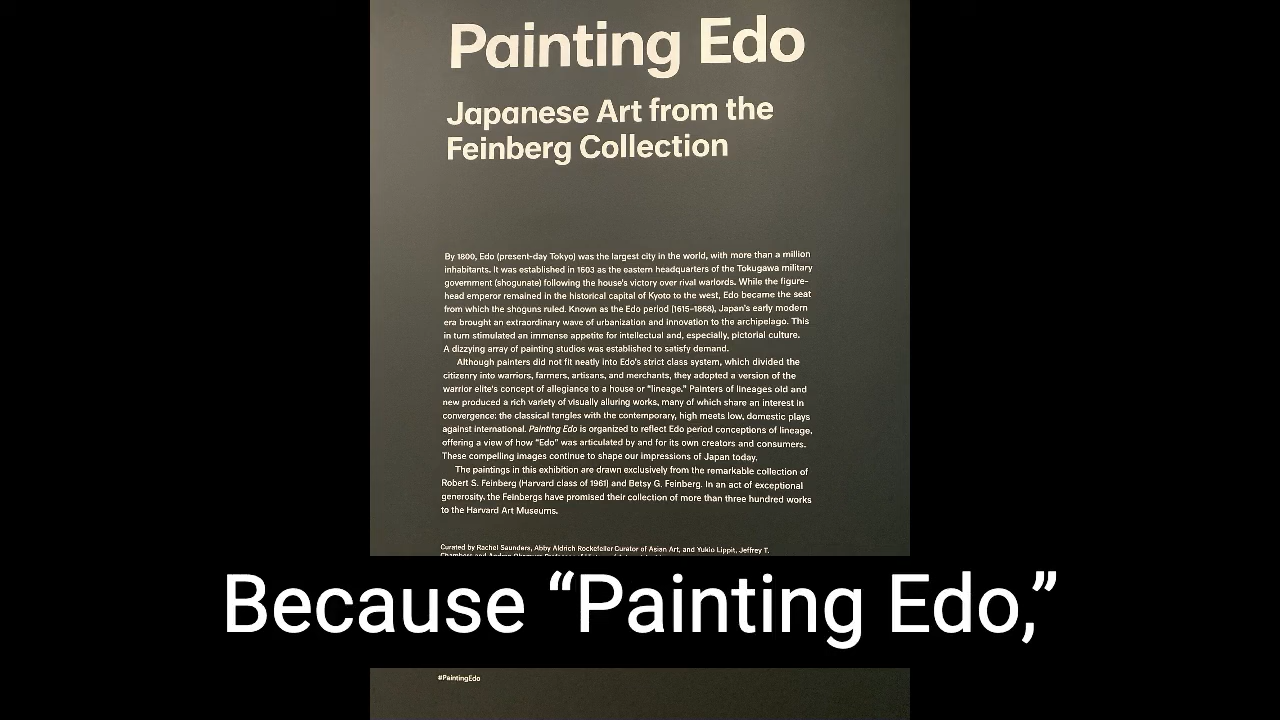 Painting Edo
Japanese Art from the
Feinberg Collection
By 1800, Edo (present-day Tokyo) was the largest city in the world, with more than a million
inhabitants. It was established in 1603 as the eastern headquarters of the Tokugawa military
government (shogunate) following the house's victory over rival warlords. While the figure-
head emperor remained in the historical capital of Kyoto to the west, Edo became the seat
from which the shoguns ruled. Known as the Edo period (1615–1868), Japan's early modern
era brought an extraordinary wave of urbanization and innovation to the archipelago. This
in turn stimulated an immense appetite for intellectual and, especially, pictorial culture.
A dizzying array of painting studios was established to satisfy demand.
Although painters did not fit neatly into Edo's strict class system, which divided the
citizenry into warriors, farmers, artisans, and merchants, they adopted a version of the
warrior elite's concept of allegiance to a house or “lineage.” Painters of lineages old and
new produced a rich variety of visually alluring works, many of which share an interest in
convergence: the classical tangles with the contemporary, high meets low, domestic plays
against international. Painting Edo is organized to reflect Edo period conceptions of lineage,
offering a view of how “Edo” was articulated by and for its own creators and consumers.
These compelling images continue to shape our impressions of Japan today.
The paintings in this exhibition are drawn exclusively from the remarkable collection of
Robert S. Feinberg (Harvard class of 1961) and Betsy G. Feinberg. In an act of exceptional
generosity, the Feinbergs have promised their collection of more than three hundred works
to the Harvard Art Museums.
Curated by Rachel Saunders, Abby Aldrich Rockefeller Curator of Asian Art, and Yukio Lippit, Jeffrey T.
Because “Painting Edo,”
#PaintingEdo